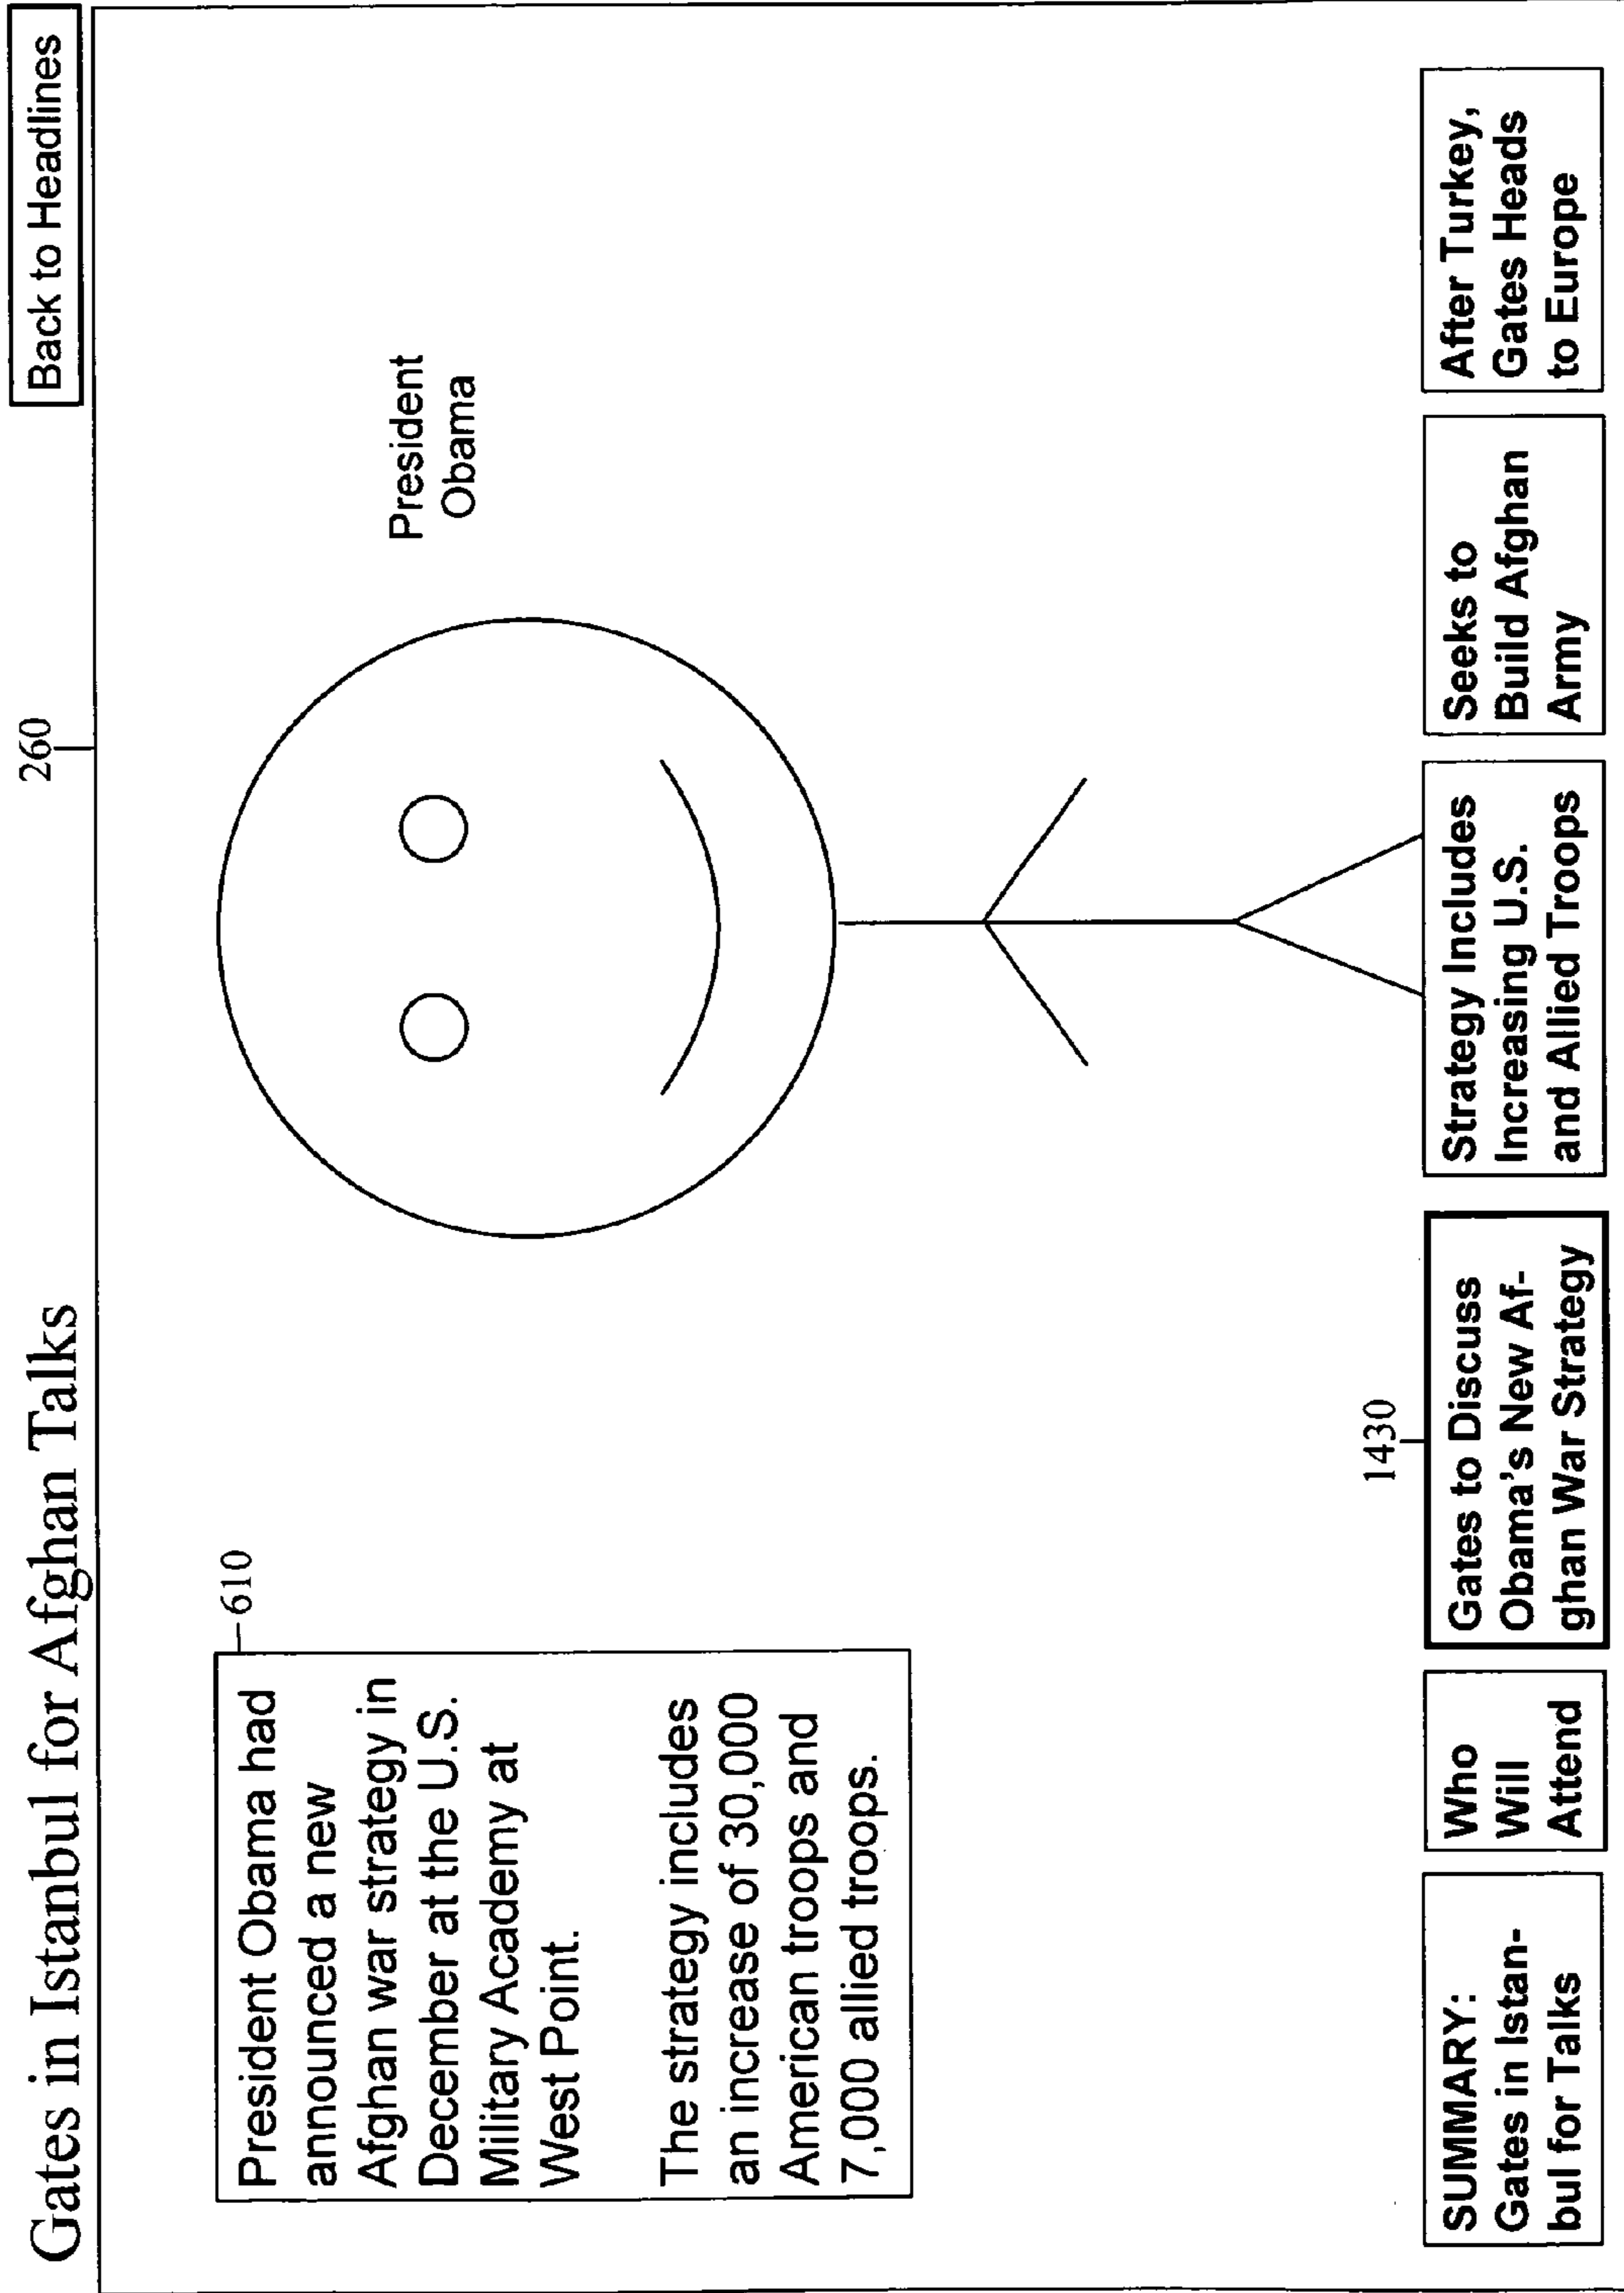 Gates in Istanbul for Afghan Talks
Back to Headlines
260
610
President Obama had
announced a new
Afghan war strategy in
December at the U.S.
Military Academy at
West Point.
The strategy includes
an increase of 30,000
American troops and
7,000 allied troops.
President
Obama
1430
SUMMARY:
Gates in Istan-
bul for Talks
Who
Will
Attend
Gates to Discuss
Obama's New Af-
ghan War Strategy
Strategy Includes
Increasing U.S.
and Allied Troops
Seeks to
Build Afghan
Army
After Turkey,
Gates Heads
to Europe